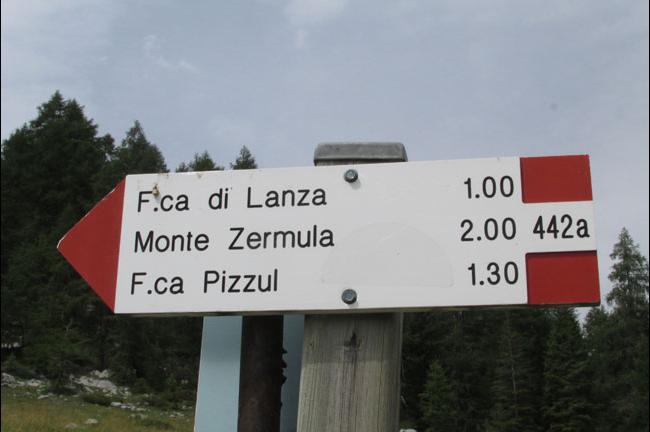 F.ca di Lanza 1.00
Monte Zermula 2.00 442a
F.ca Pizzul 1.30